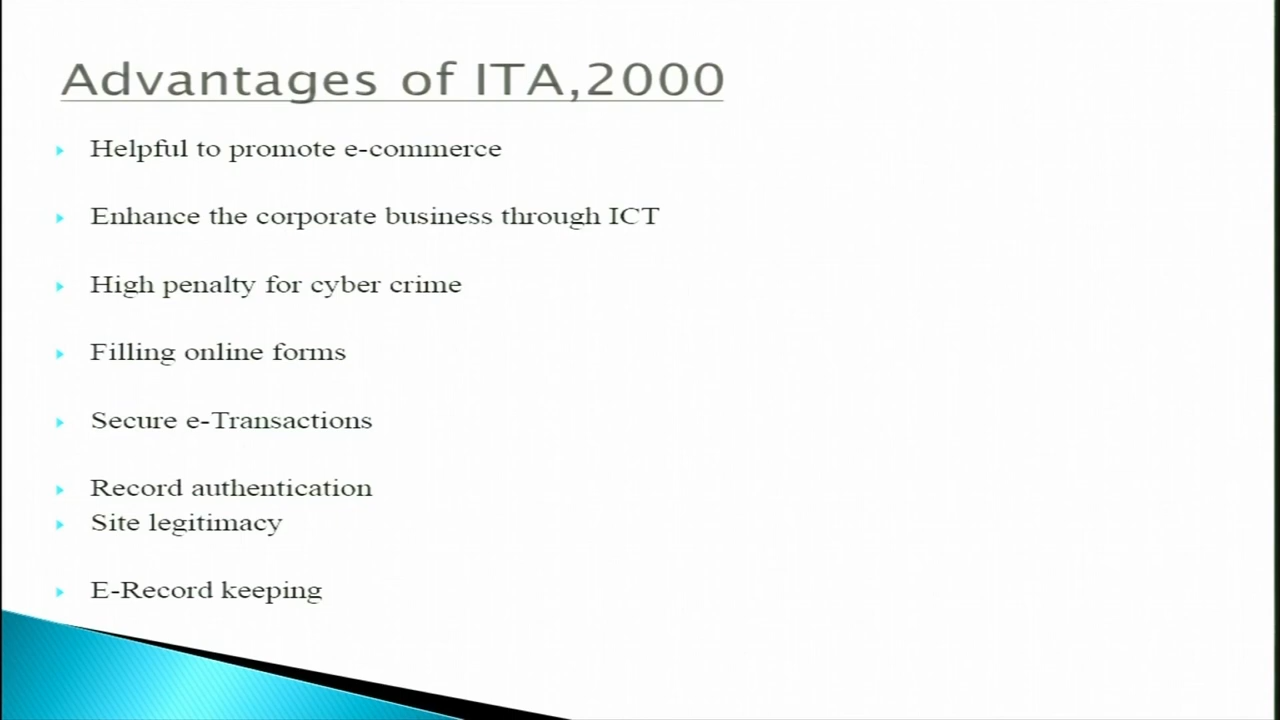 Advantages of ITA,2000
Helpful to promote e-commerce
Enhance the corporate business through ICT
High penalty for cyber crime
Filling online forms
Secure e-Transactions
Record authentication
Site legitimacy
E-Record keeping